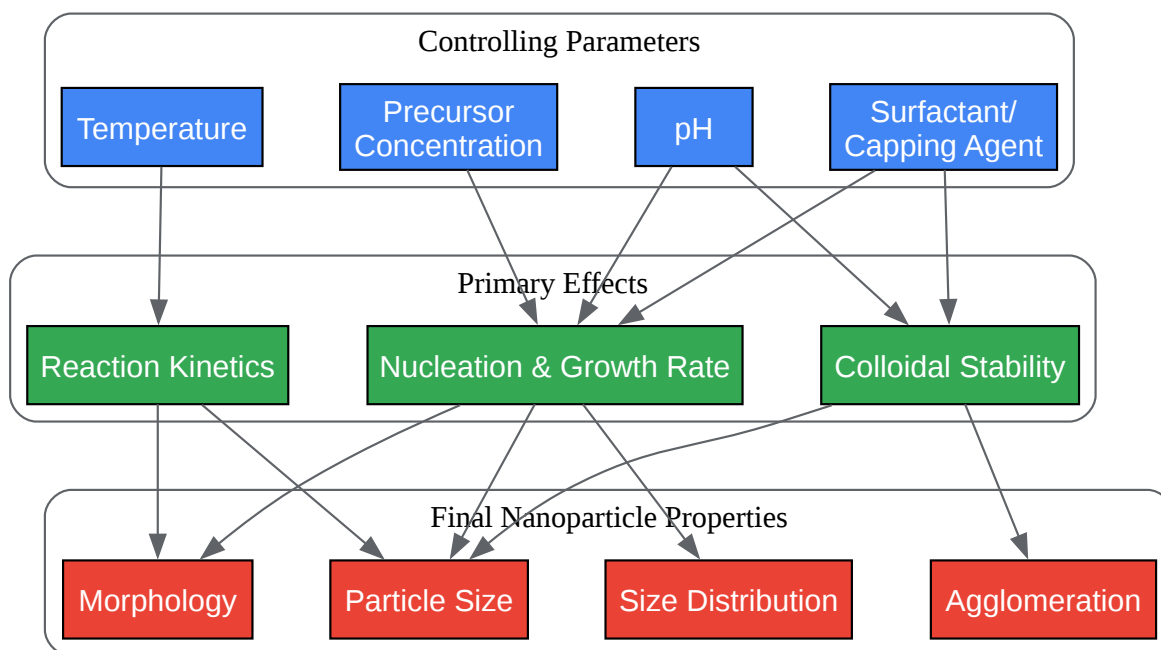 Controlling Parameters
Temperature
Precursor
Concentration
pH
Surfactant/
Capping Agent
Primary Effects
Reaction Kinetics
Nucleation & Growth Rate
Colloidal Stability
Final Nanoparticle Properties
Morphology
Particle Size
Size Distribution
Agglomeration